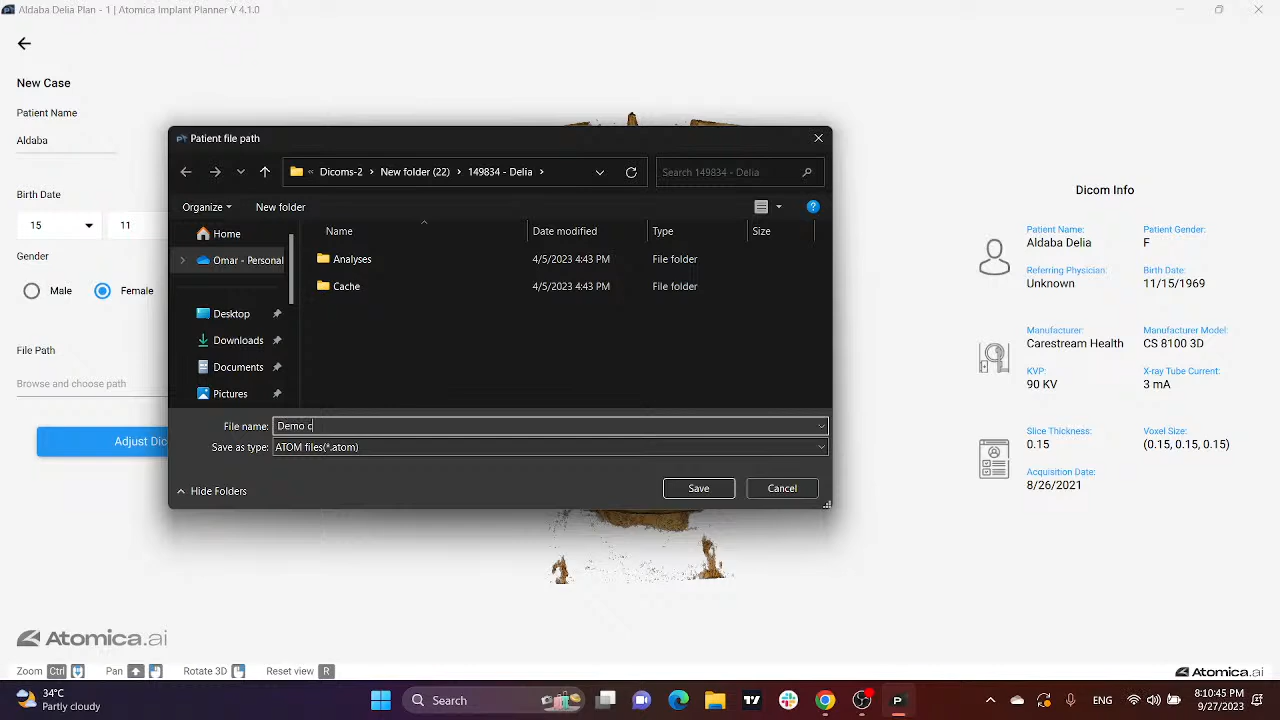 Aldaba Delia Plan - 1 | Atomica Implant Planner V 4.1.0
New Case
Patient Name
Aldaba
Birth Date
15
11
Gender
Male
Female
File Path
Browse and choose path
Adjust Dic
Patient file path
« Dicoms-2 > New folder (22) > 149834 - Delia >
Search 149834 - Delia
Organize
New folder
Name
Date modified
Type
Size
Home
Omar - Personal
Desktop
Downloads
Documents
Pictures
Analyses
4/5/2023 4:43 PM
File folder
Cache
4/5/2023 4:43 PM
File folder
File name:
Demo c
Save as type:
ATOM files(*.atom)
Hide Folders
Save
Cancel
Dicom Info
Patient Name:
Aldaba Delia
Patient Gender:
F
Referring Physician:
Unknown
Birth Date:
11/15/1969
Manufacturer:
Carestream Health
Manufacturer Model:
CS 8100 3D
KVP:
90 KV
X-ray Tube Current:
3 mA
Slice Thickness:
0.15
Voxel Size:
(0.15, 0.15, 0.15)
Acquisition Date:
8/26/2021
Atomica.ai
Zoom Ctrl
Pan
Rotate 3D
Reset view R
Atomica.ai
34°C
Partly cloudy
Search
ENG
8:10:45 PM
9/27/2023